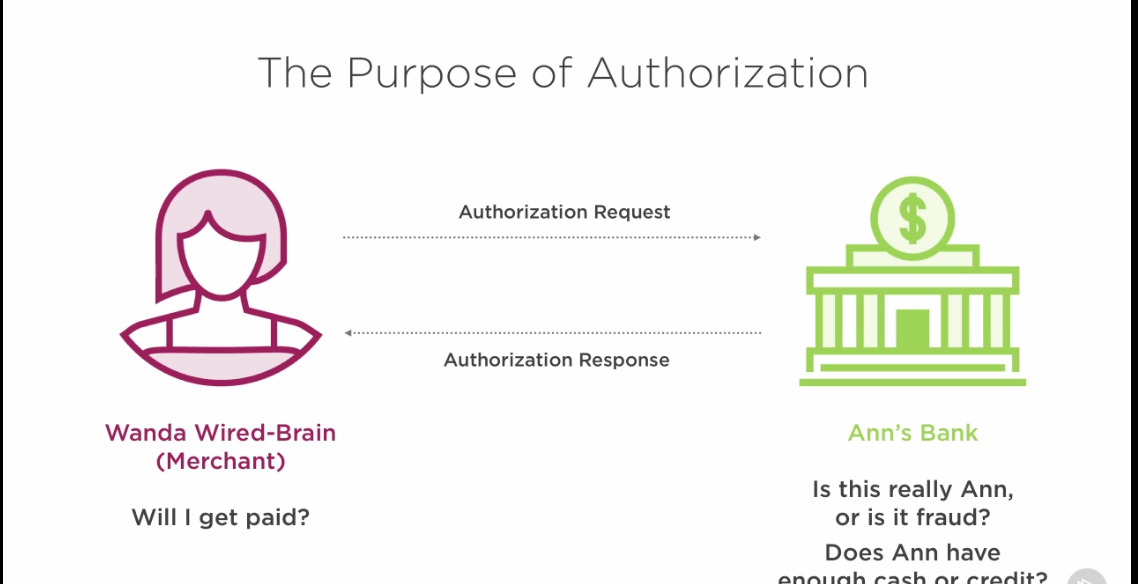 The Purpose of Authorization
$
Authorization Request
Authorization Response
Wanda Wired-Brain
(Merchant)
Will I get paid?
Ann's Bank
Is this really Ann,
or is it fraud?
Does Ann have
enough cash or credit?